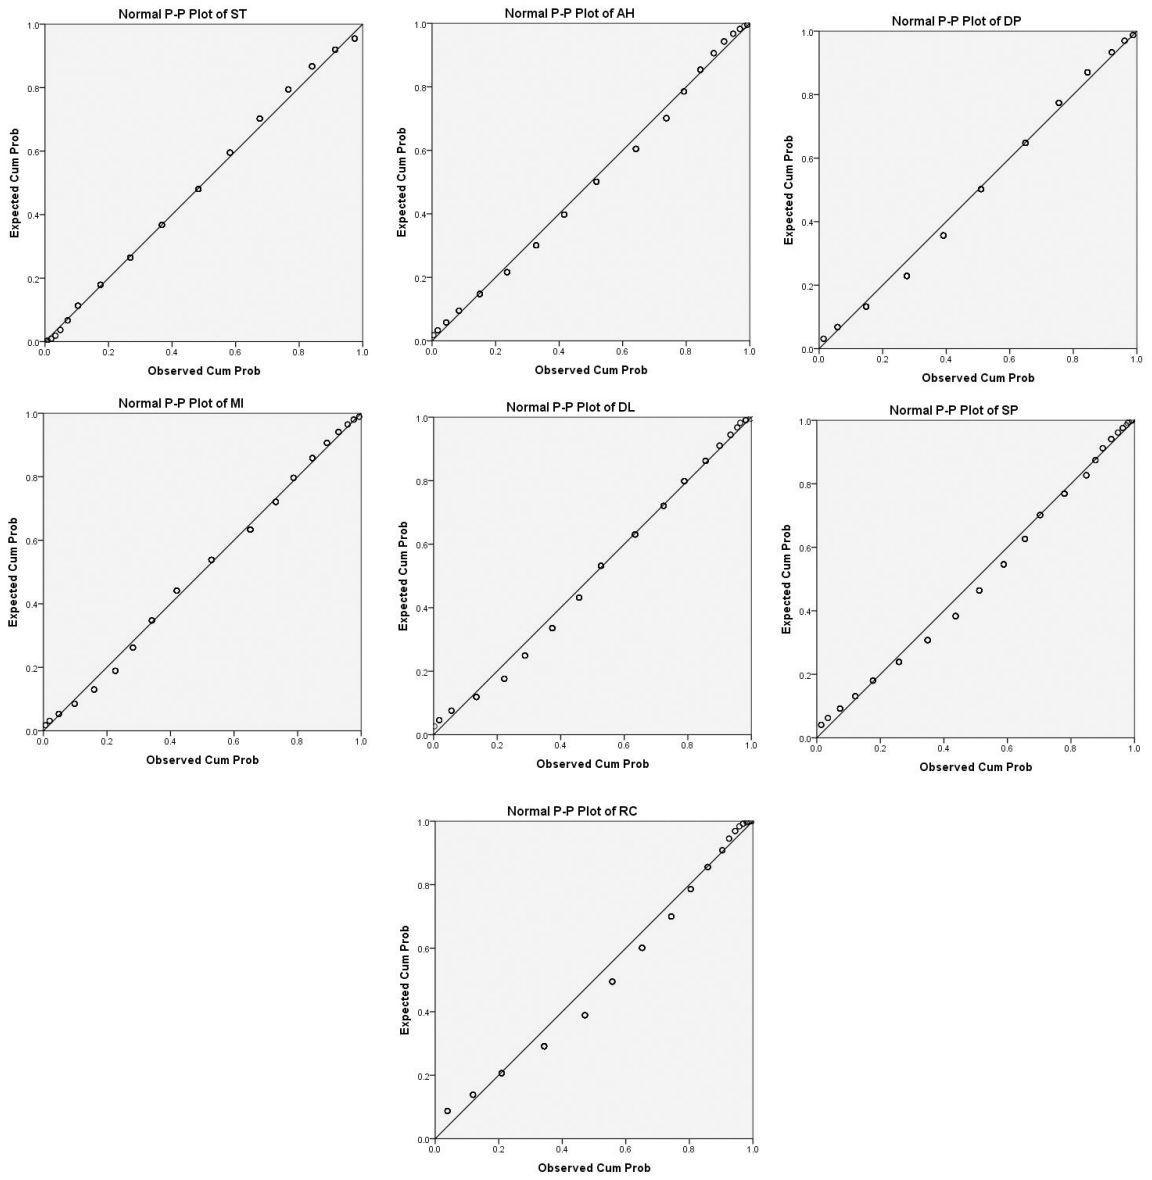 Normal P-P Plot of ST
Expected Cum Prob
1.0
0.8
0.6
0.4
0.2
0.0
0.0 0.2 0.4 0.6 0.8 1.0
Observed Cum Prob
Normal P-P Plot of AH
Expected Cum Prob
1.0
0.8
0.6
0.4
0.2
0.0
0.0 0.2 0.4 0.6 0.8 1.0
Observed Cum Prob
Normal P-P Plot of DP
Expected Cum Prob
1.0
0.8
0.6
0.4
0.2
0.0
0.0 0.2 0.4 0.6 0.8 1.0
Observed Cum Prob
Normal P-P Plot of MI
Expected Cum Prob
1.0
0.8
0.6
0.4
0.2
0.0
0.0 0.2 0.4 0.6 0.8 1.0
Observed Cum Prob
Normal P-P Plot of DL
Expected Cum Prob
1.0
0.8
0.6
0.4
0.2
0.0
0.0 0.2 0.4 0.6 0.8 1.0
Observed Cum Prob
Normal P-P Plot of SP
Expected Cum Prob
1.0
0.8
0.6
0.4
0.2
0.0
0.0 0.2 0.4 0.6 0.8 1.0
Observed Cum Prob
Normal P-P Plot of RC
Expected Cum Prob
1.0
0.8
0.6
0.4
0.2
0.0
0.0 0.2 0.4 0.6 0.8 1.0
Observed Cum Prob